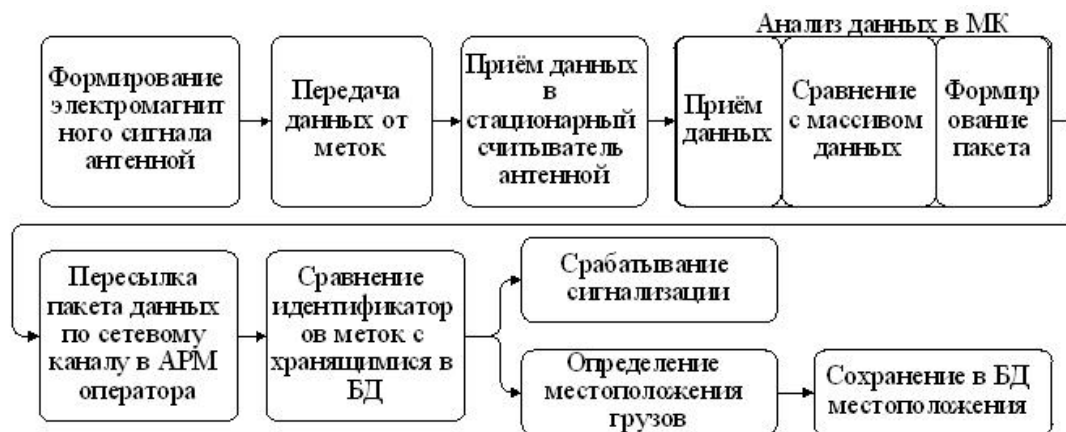 Анализ данных в МК
Формирование
электромагнит
ного сигнала
антенной
Передача
данных от
меток
Приём данных
в
стационарный
считыватель
антенной
Приём
данных
Сравнение
с массивом
данных
Формир
ование
пакета
Пересылка
пакета данных
по сетевому
каналу в АРМ
оператора
Сравнение
идентификатор
ов меток с
хранящимися в
БД
Срабатывание
сигнализации
Определение
местоположения
грузов
Сохранение в БД
местоположения